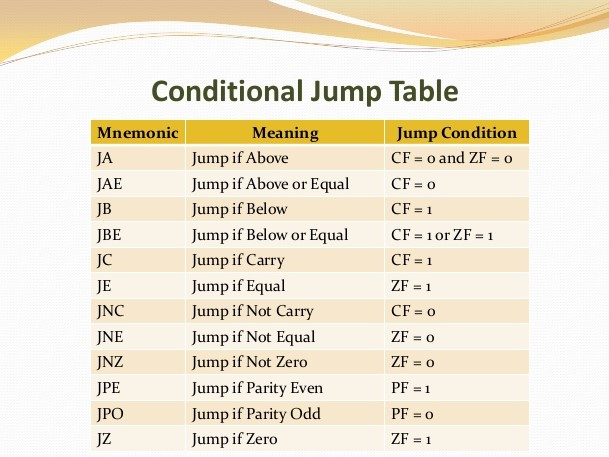 Conditional Jump Table
Mnemonic Meaning Jump Condition
JA Jump if Above CF = 0 and ZF = 0
JAE Jump if Above or Equal CF = 0
JB Jump if Below CF = 1
JBE Jump if Below or Equal CF = 1 or ZF = 1
JC Jump if Carry CF = 1
JE Jump if Equal ZF = 1
JNC Jump if Not Carry CF = 0
JNE Jump if Not Equal ZF = 0
JNZ Jump if Not Zero ZF = 0
JPE Jump if Parity Even PF = 1
JPO Jump if Parity Odd PF = 0
JZ Jump if Zero ZF = 1